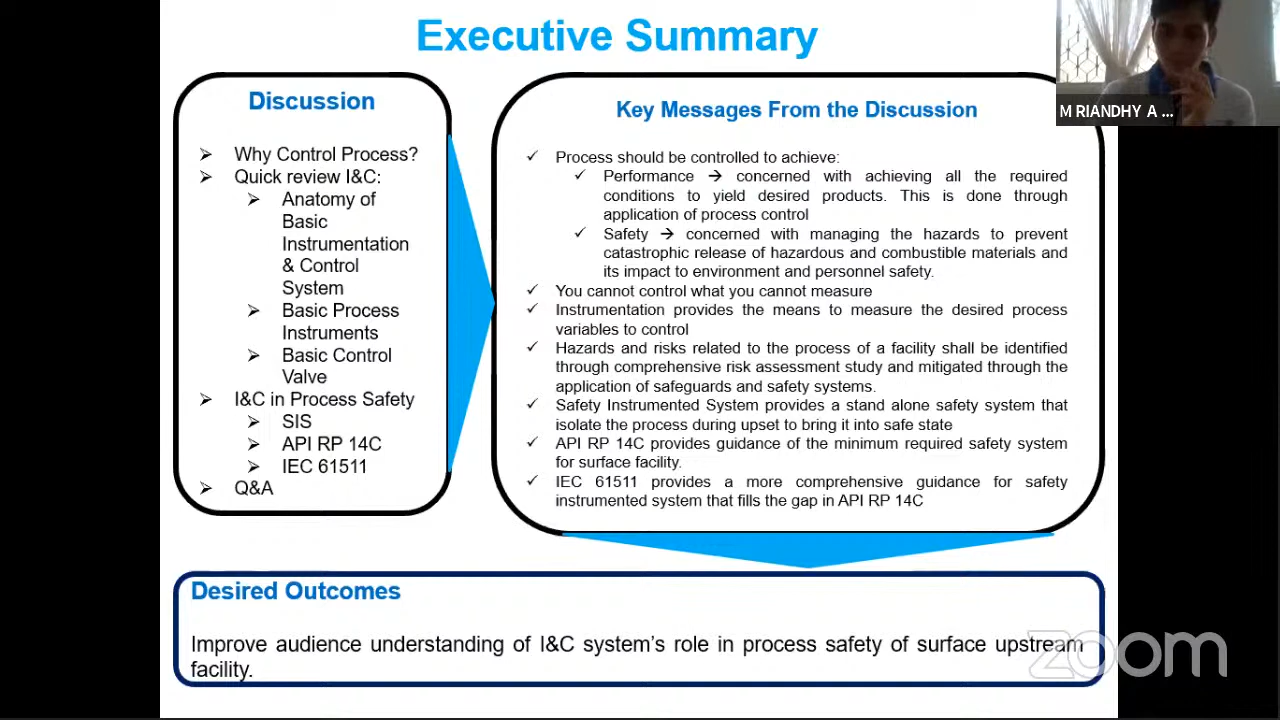 Executive Summary
Discussion
Why Control Process?
Quick review I&C:
Anatomy of
Basic
Instrumentation
& Control
System
Basic Process
Instruments
Basic Control
Valve
I&C in Process Safety
SIS
API RP 14C
IEC 61511
Q&A
Key Messages From the Discussion
Process should be controlled to achieve:
Performance → concerned with achieving all the required
conditions to yield desired products. This is done through
application of process control
Safety → concerned with managing the hazards to prevent
catastrophic release of hazardous and combustible materials and
its impact to environment and personnel safety.
You cannot control what you cannot measure
Instrumentation provides the means to measure the desired process
variables to control
Hazards and risks related to the process of a facility shall be identified
through comprehensive risk assessment study and mitigated through the
application of safeguards and safety systems.
Safety Instrumented System provides a stand alone safety system that
isolate the process during upset to bring it into safe state
API RP 14C provides guidance of the minimum required safety system
for surface facility.
IEC 61511 provides a more comprehensive guidance for safety
instrumented system that fills the gap in API RP 14C
Desired Outcomes
Improve audience understanding of I&C system's role in process safety of surface upstream
facility.
M RIANDHY A ...
zoom